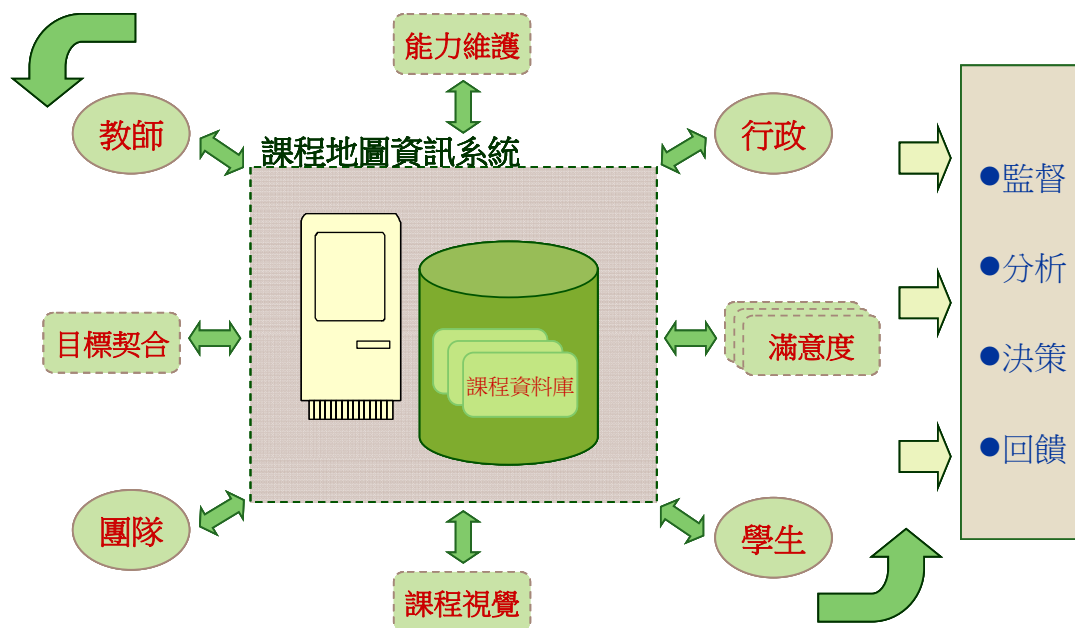 能力維護
教師
行政
課程地圖資訊系統
●監督
●分析
目標契合
滿意度
課程資料庫
●決策
●回饋
團隊
學生
課程視覺